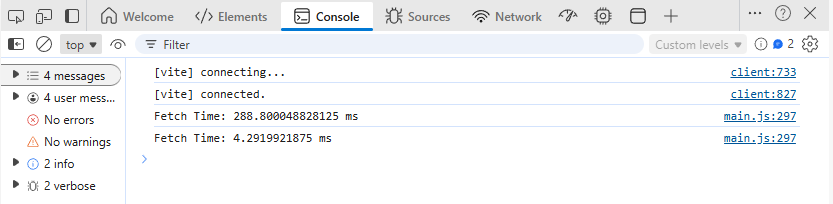 Welcome Elements Console Sources Network
top Filter Custom levels 2
4 messages
4 user mess...
No errors
No warnings
2 info
2 verbose
[vite] connecting... client:733
[vite] connected. client:827
Fetch Time: 288.800048828125 ms main.js:297
Fetch Time: 4.2919921875 ms main.js:297